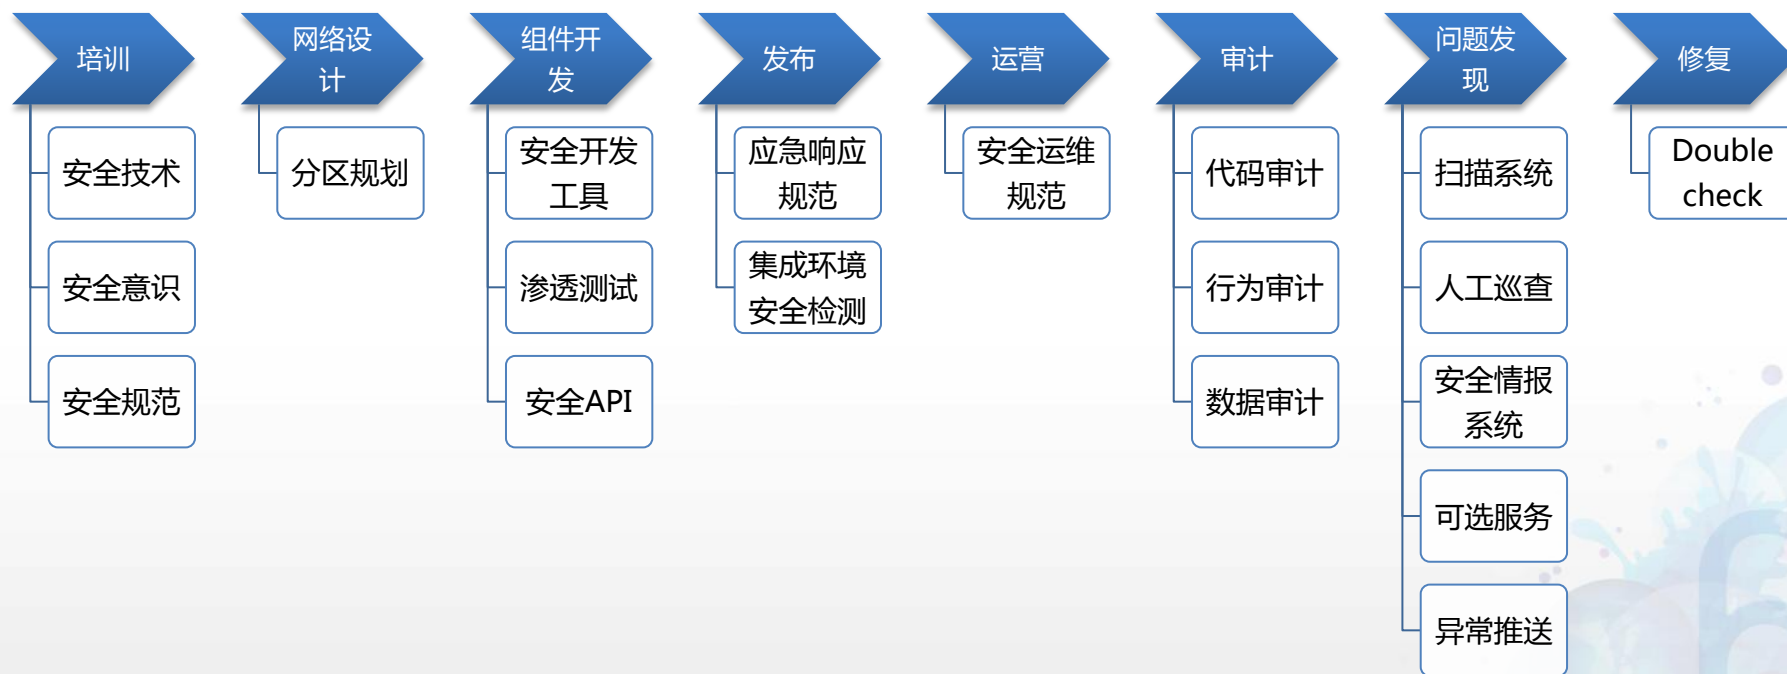 培训
安全技术
安全意识
安全规范
网络设
计
分区规划
组件开
发
安全开发
工具
渗透测试
安全API
发布
应急响应
规范
集成环境
安全检测
运营
安全运维
规范
审计
代码审计
行为审计
数据审计
问题发
现
扫描系统
人工巡查
安全情报
系统
可选服务
异常推送
修复
Double
check